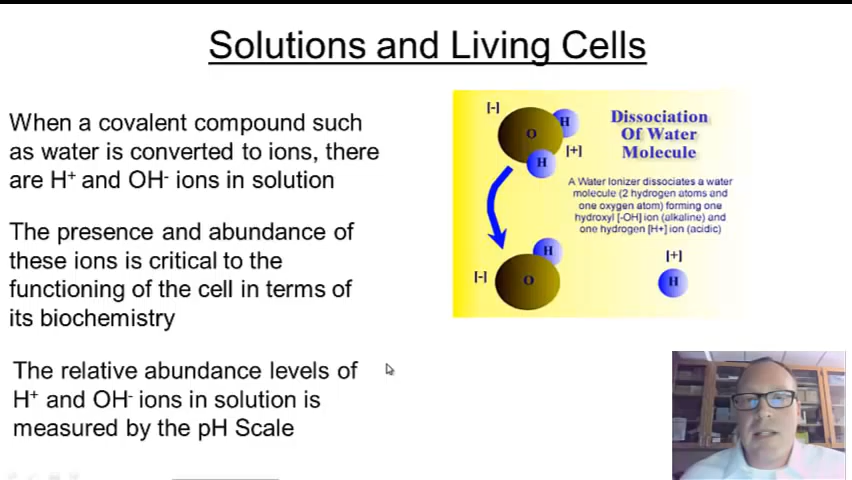 Solutions and Living Cells
When a covalent compound such
as water is converted to ions, there
are H⁺ and OH⁻ ions in solution
The presence and abundance of
these ions is critical to the
functioning of the cell in terms of
its biochemistry
The relative abundance levels of
H⁺ and OH⁻ ions in solution is
measured by the pH Scale
[-]
O
H
H
[+]
Dissociation
Of Water
Molecule
A Water Ionizer dissociates a water
molecule (2 hydrogen atoms and
one oxygen atom) forming one
hydroxyl [-OH] ion (alkaline) and
one hydrogen [H+] ion (acidic)
[-]
O
H
[+]
H